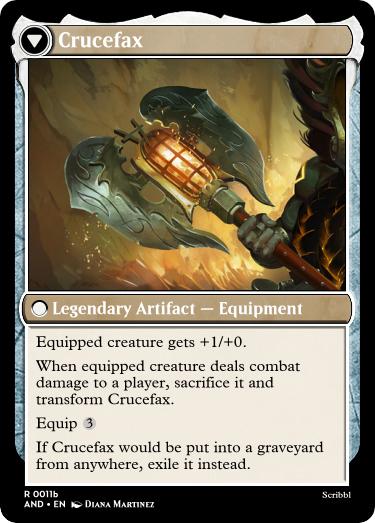 Crucefax
Legendary Artifact — Equipment
Equipped creature gets +1/+0.
When equipped creature deals combat
damage to a player, sacrifice it and
transform Crucefax.
Equip 3
If Crucefax would be put into a graveyard
from anywhere, exile it instead.
R 0011b
AND • EN Diana Martinez
Scribbl